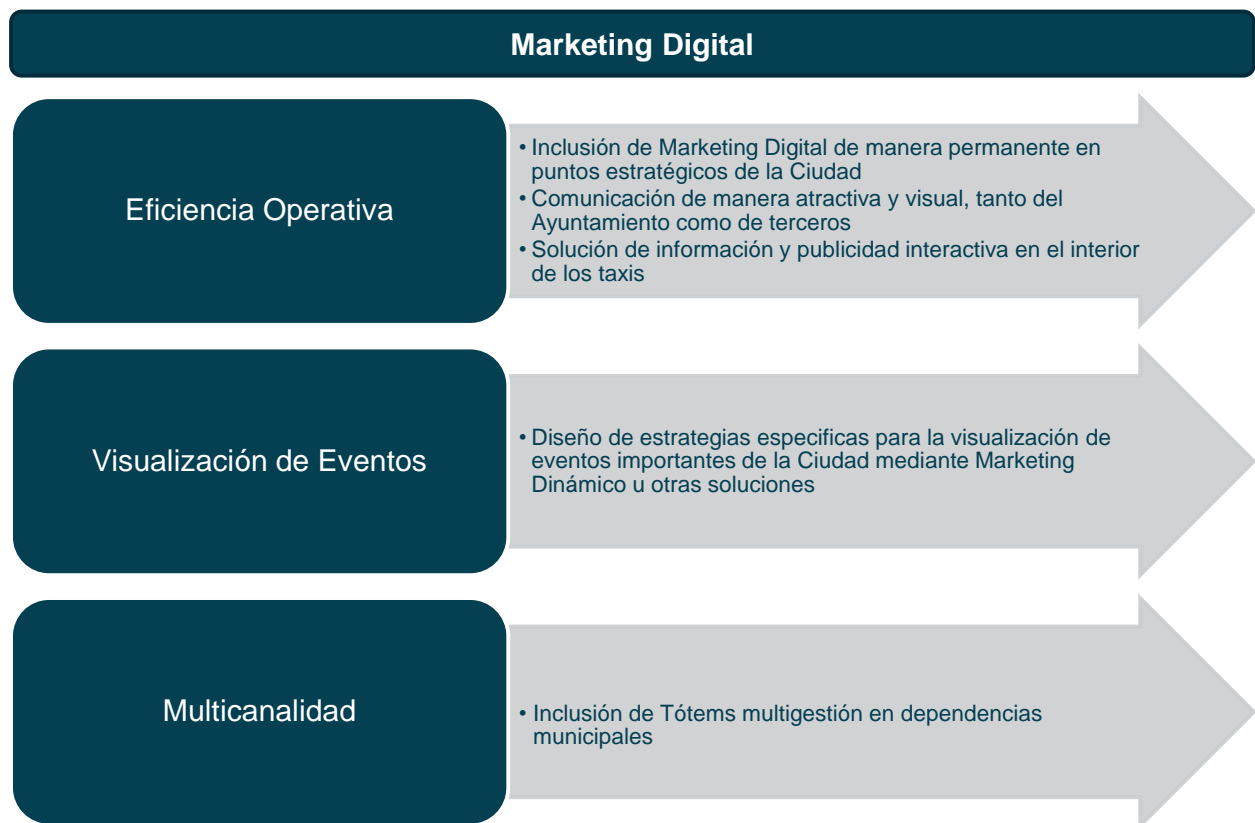 Marketing Digital
Eficiencia Operativa
• Inclusión de Marketing Digital de manera permanente en
puntos estratégicos de la Ciudad
• Comunicación de manera atractiva y visual, tanto del
Ayuntamiento como de terceros
• Solución de información y publicidad interactiva en el interior
de los taxis
Visualización de Eventos
• Diseño de estrategias especificas para la visualización de
eventos importantes de la Ciudad mediante Marketing
Dinámico u otras soluciones
Multicanalidad
• Inclusión de Tótems multigestión en dependencias
municipales